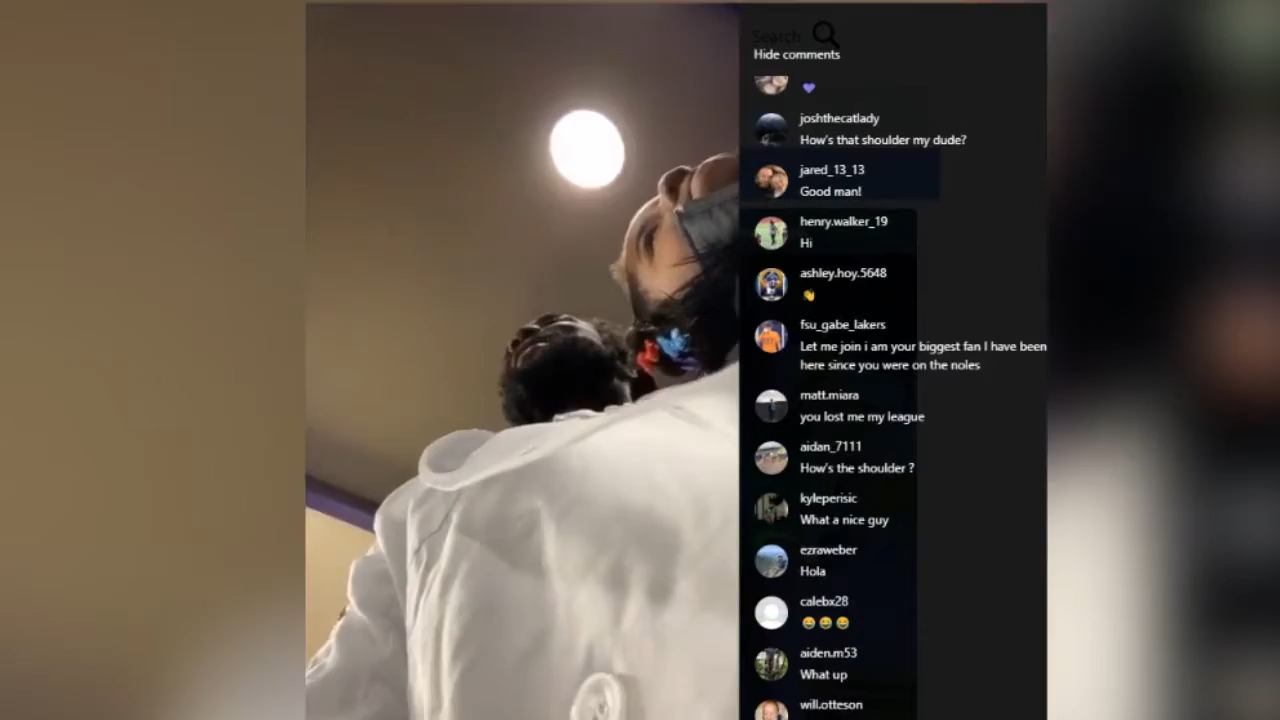 Search
Hide comments
💜
joshthecatlady
How's that shoulder my dude?
jared_13_13
Good man!
henry.walker_19
Hi
ashley.hoy.5648
👏
fsu_gabe_lakers
Let me join i am your biggest fan I have been
here since you were on the noles
matt.miara
you lost me my league
aidan_7111
How's the shoulder ?
kyleperisic
What a nice guy
ezraweber
Hola
calebx28
😂😂😂
aiden.m53
What up
will.otteson